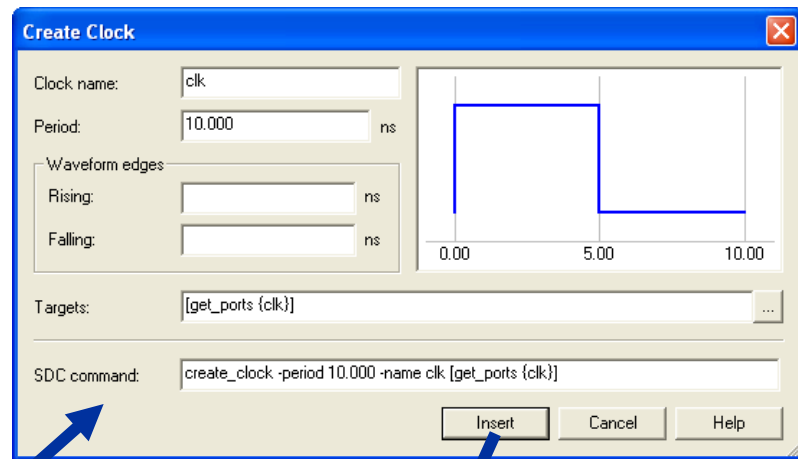 Create Clock
Clock name: clk
Period: 10.000 ns
Waveform edges
Rising: ns
Falling: ns
0.00 5.00 10.00
Targets: [get_ports {clk}] ...
SDC command: create_clock -period 10.000 -name clk [get_ports {clk}]
Insert Cancel Help